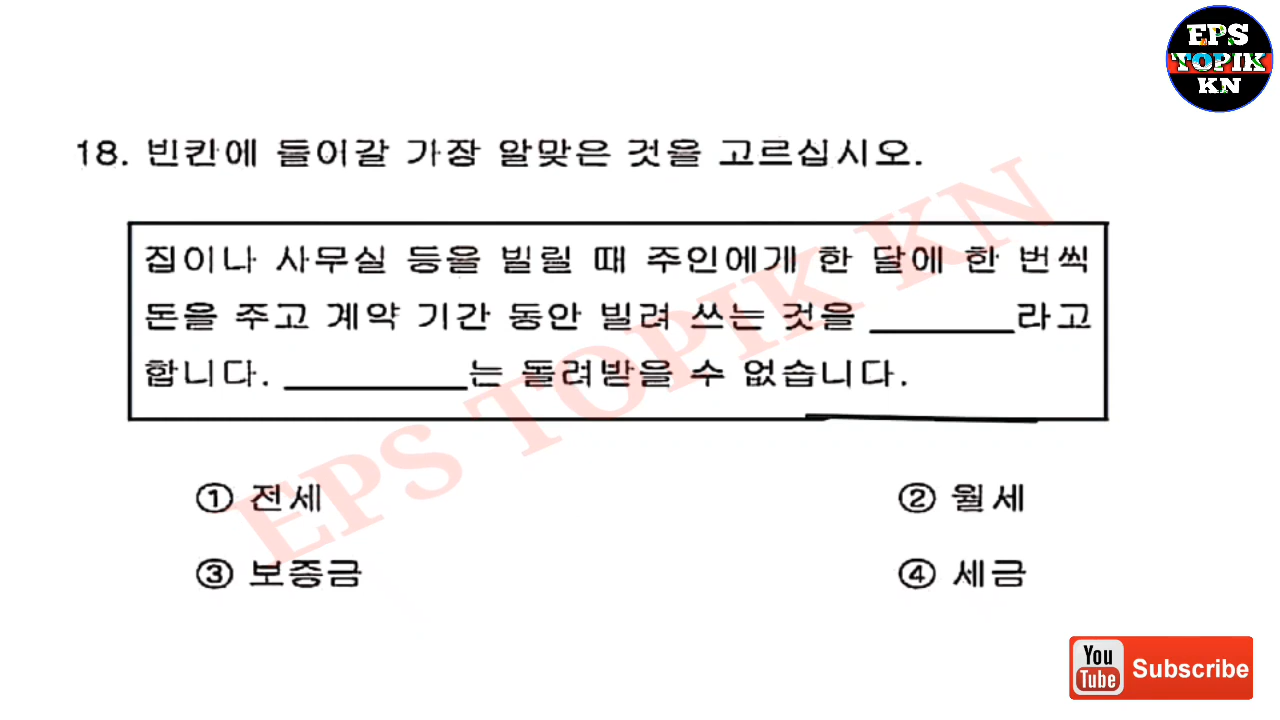 EPS
TOPIK
KN
18. 빈칸에 들어갈 가장 알맞은 것을 고르십시오.
집이나 사무실 등을 빌릴 때 주인에게 한 달에 한 번씩
돈을 주고 계약 기간 동안 빌려 쓰는 것을 ________라고
합니다. __________는 돌려받을 수 없습니다.
EPS TOPIK KN
① 전세 ② 월세
③ 보증금 ④ 세금
You Tube Subscribe